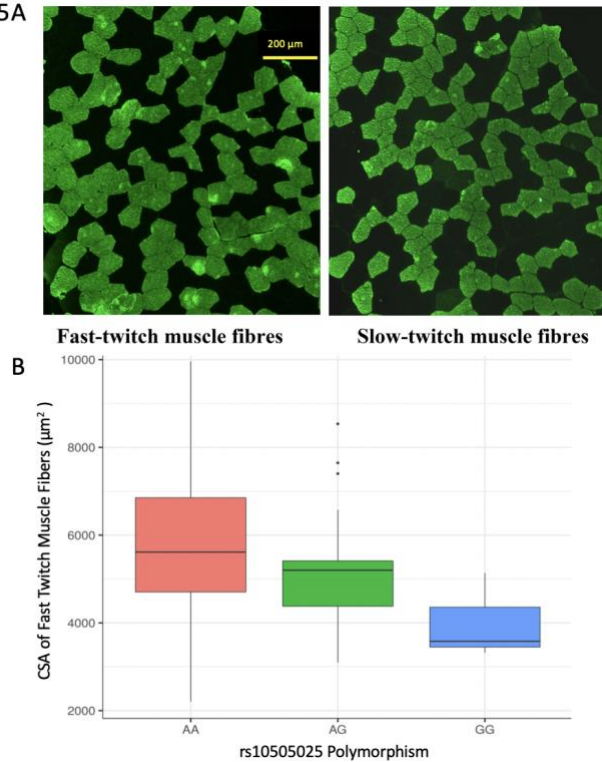 5A
200 µm
Fast-twitch muscle fibres
Slow-twitch muscle fibres
B
CSA of Fast Twitch Muscle Fibers (µm²)
10000
8000
6000
4000
2000
AA
AG
GG
rs10505025 Polymorphism